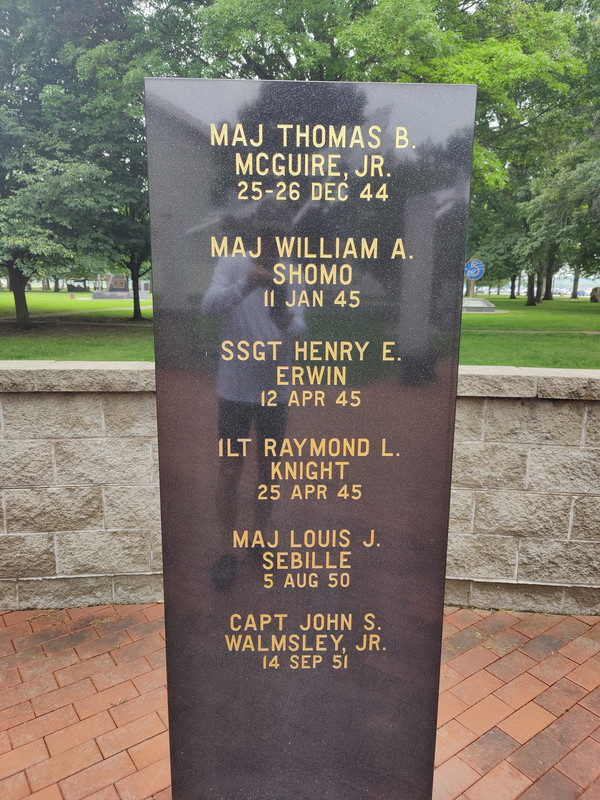 MAJ THOMAS B.
MCGUIRE, JR.
25-26 DEC 44
MAJ WILLIAM A.
SHOMO
11 JAN 45
SSGT HENRY E.
ERWIN
12 APR 45
1LT RAYMOND L.
KNIGHT
25 APR 45
MAJ LOUIS J.
SEBILLE
5 AUG 50
CAPT JOHN S.
WALMSLEY, JR.
14 SEP 51